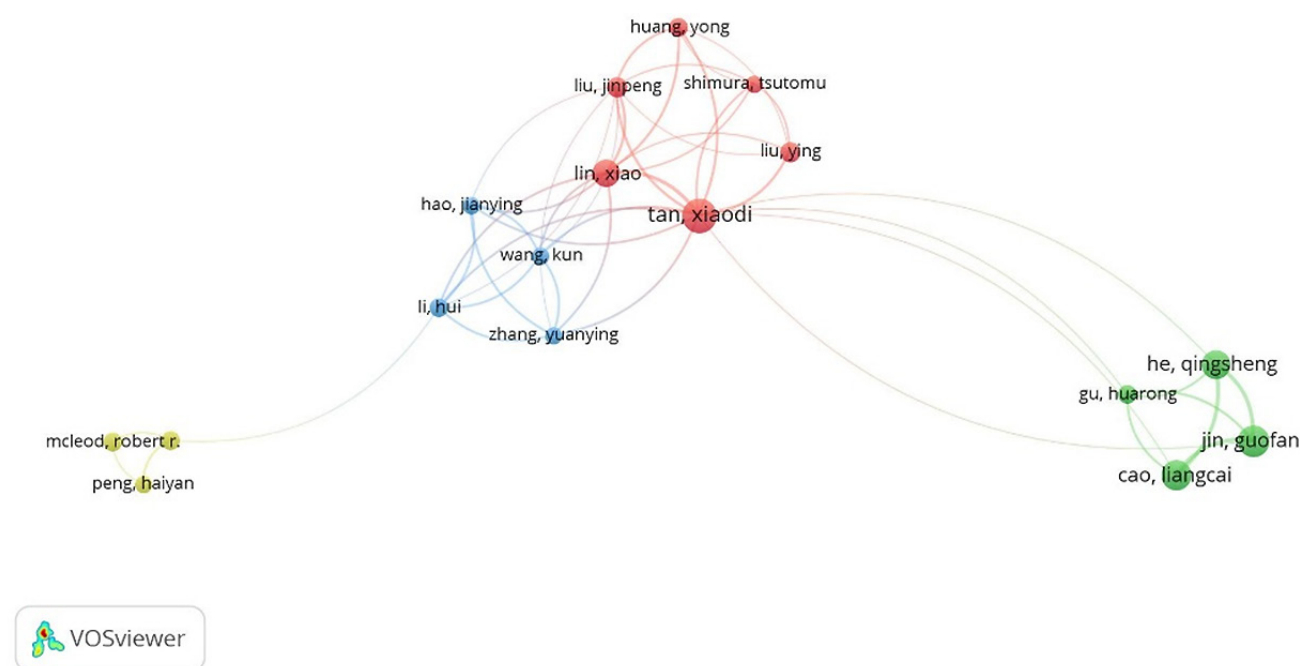 huang, yong
liu, jinpeng
shimura, tsutomu
liu, ying
lin, xiao
hao, jianying
tan, xiaodi
wang, kun
li, hui
zhang, yuanying
he, qingsheng
gu, huarong
mcleod, robert r.
jin, guofan
cao, liangcai
peng, haiyan
VOSviewer